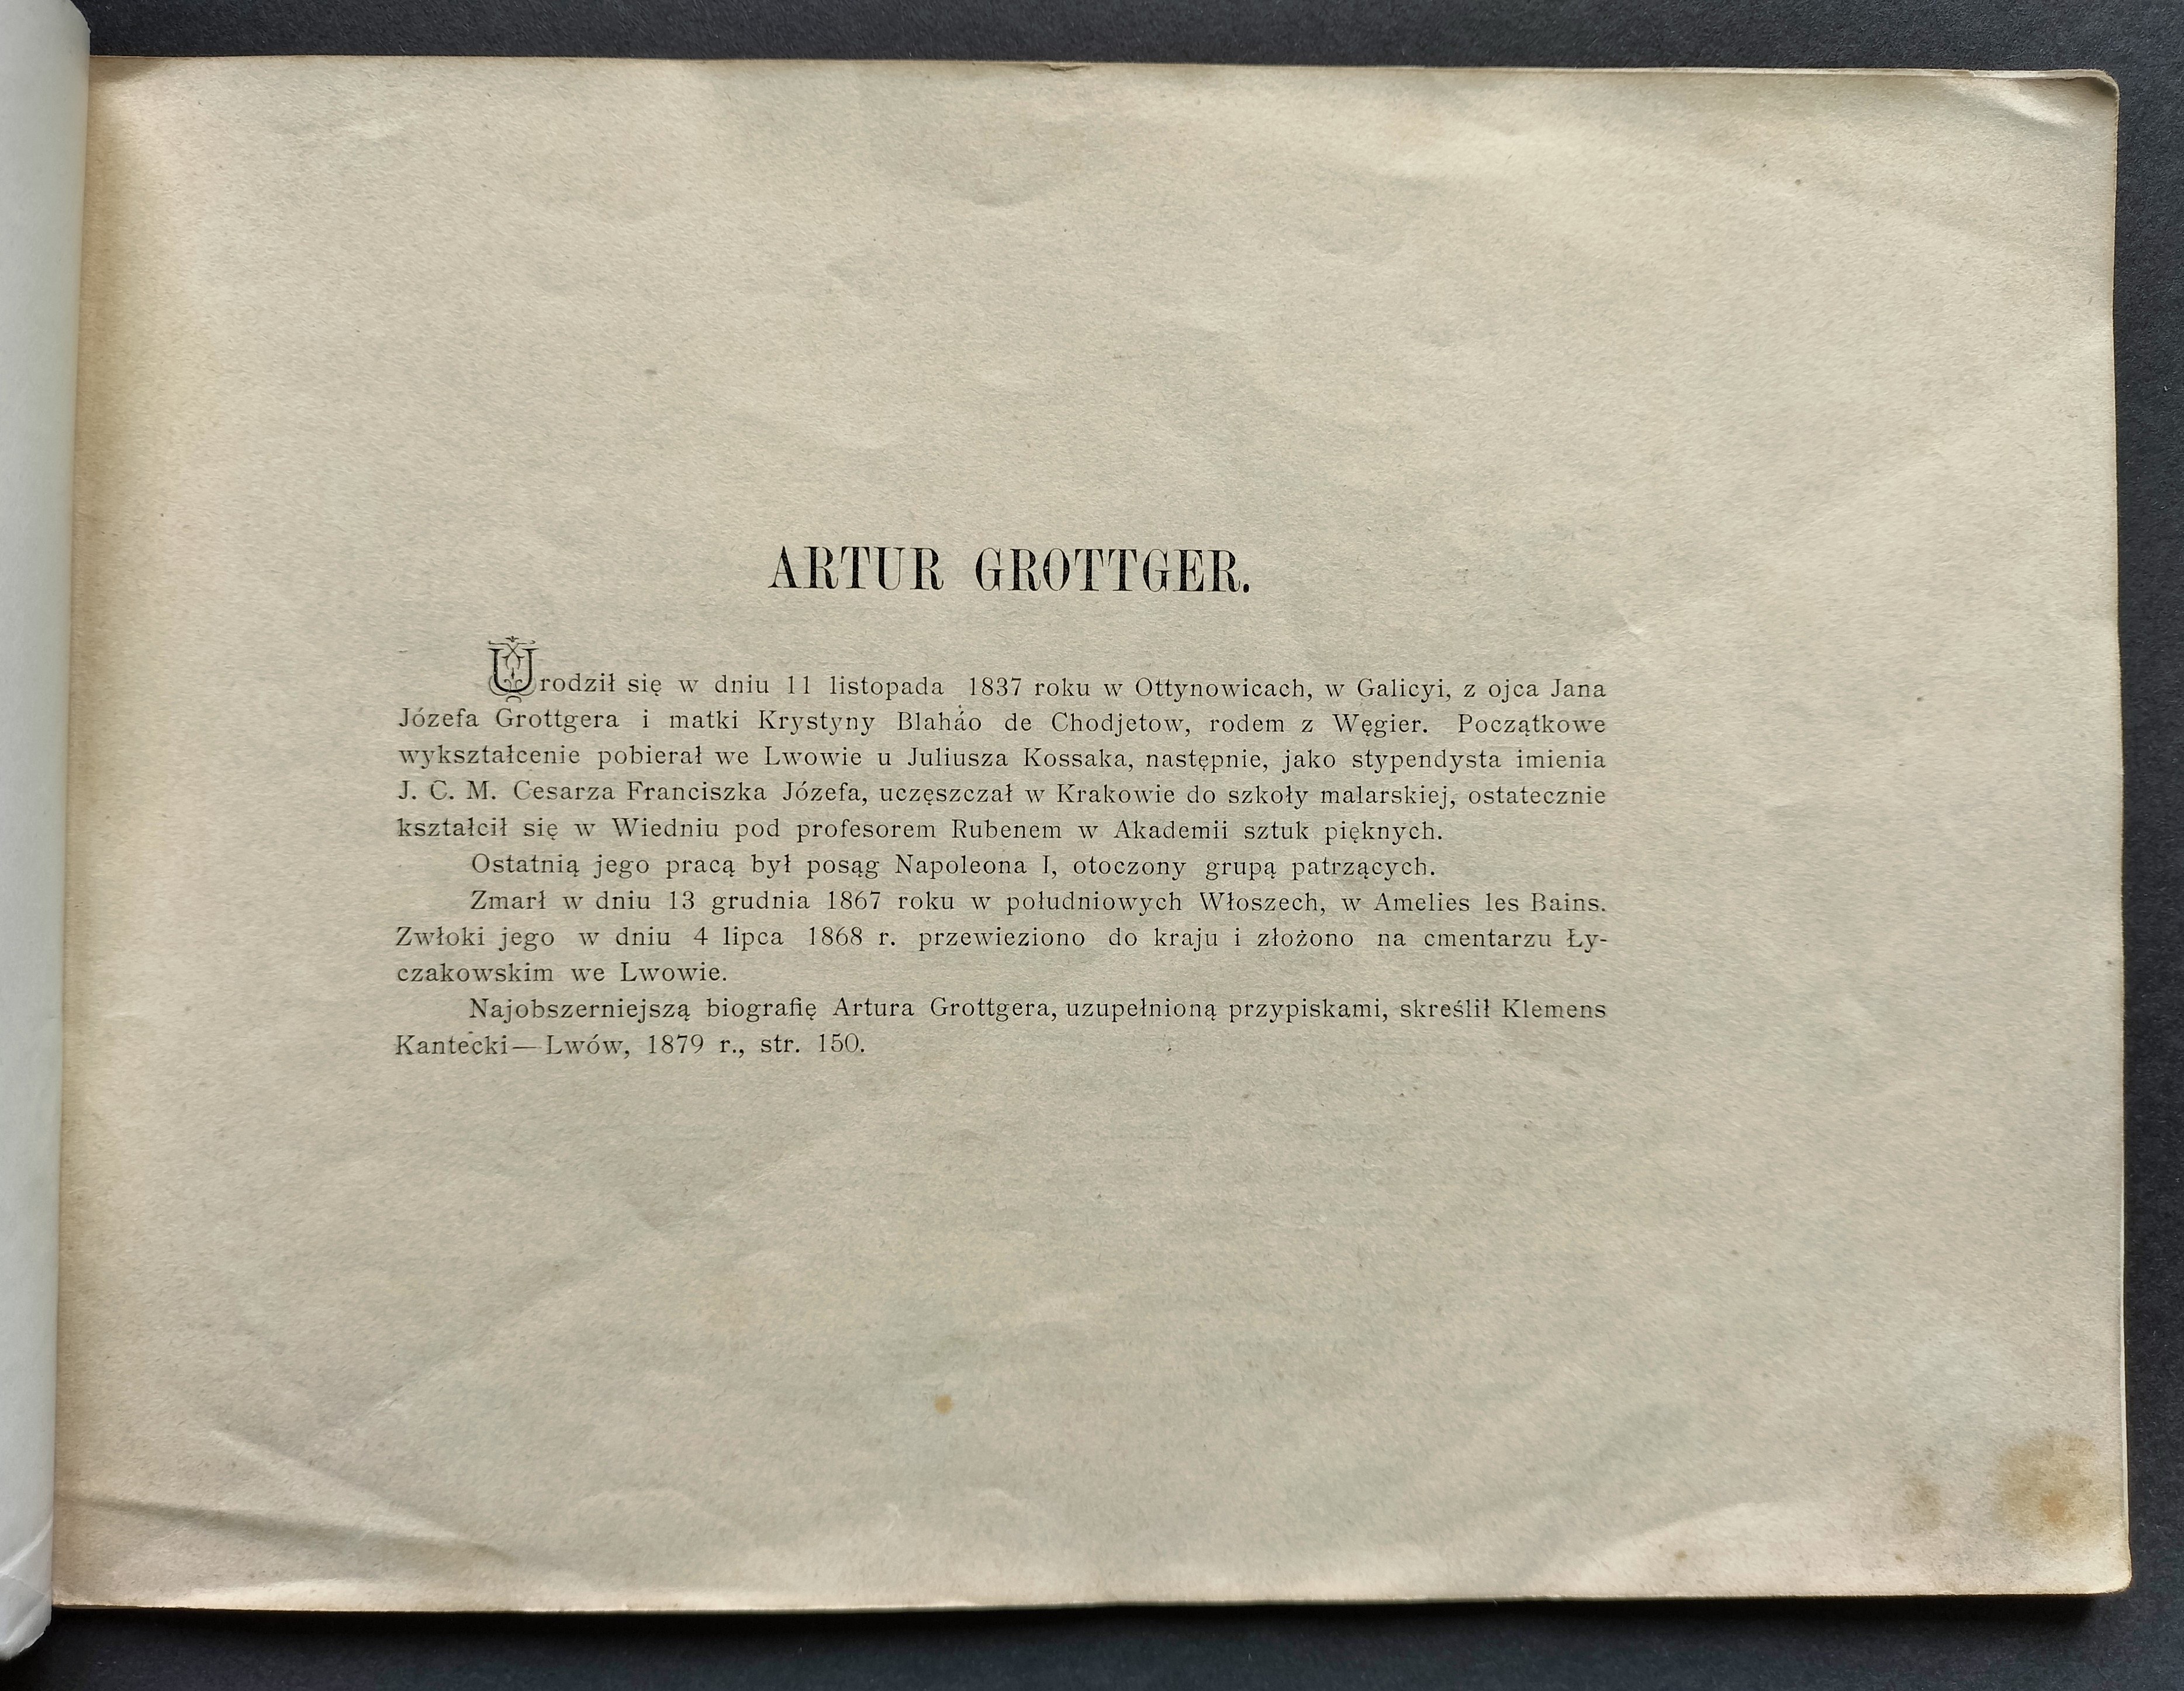 ARTUR GROTTGER.
Urodził się w dniu 11 listopada 1837 roku w Ottynowicach, w Galicyi, z ojca Jana
Józefa Grottgera i matki Krystyny Blaháo de Chodjetow, rodem z Węgier. Początkowe
wykształcenie pobierał we Lwowie u Juliusza Kossaka, następnie, jako stypendysta imienia
J. C. M. Cesarza Franciszka Józefa, uczęszczał w Krakowie do szkoły malarskiej, ostatecznie
kształcił się w Wiedniu pod profesorem Rubenem w Akademii sztuk pięknych.
Ostatnią jego pracą był posąg Napoleona I, otoczony grupą patrzących.
Zmarł w dniu 13 grudnia 1867 roku w południowych Włoszech, w Amelies les Bains.
Zwłoki jego w dniu 4 lipca 1868 r. przewieziono do kraju i złożono na cmentarzu Ły-
czakowskim we Lwowie.
Najobszerniejszą biografię Artura Grottgera, uzupełnioną przypiskami, skreślił Klemens
Kantecki—Lwów, 1879 r., str. 150.